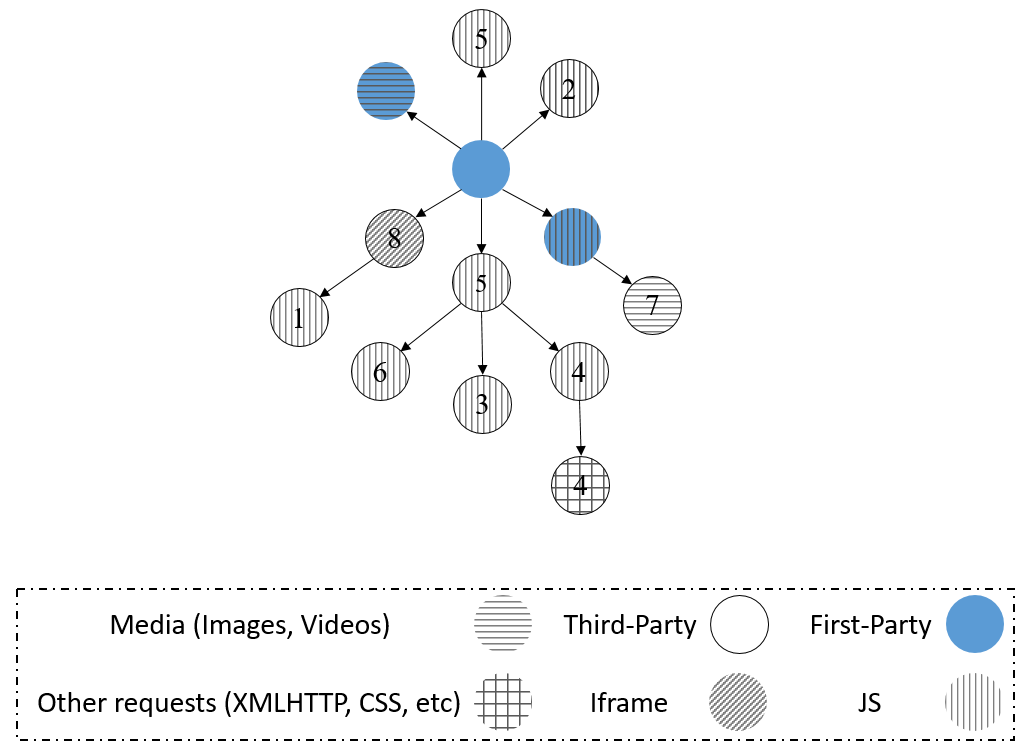 5
2
8
5
7
1
6
4
3
4
Media (Images, Videos)
Third-Party
First-Party
Other requests (XMLHTTP, CSS, etc)
Iframe
JS